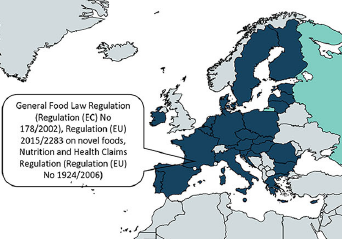 General Food Law Regulation
(Regulation (EC) No
178/2002), Regulation (EU)
2015/2283 on novel foods,
Nutrition and Health Claims
Regulation (Regulation (EU)
No 1924/2006)